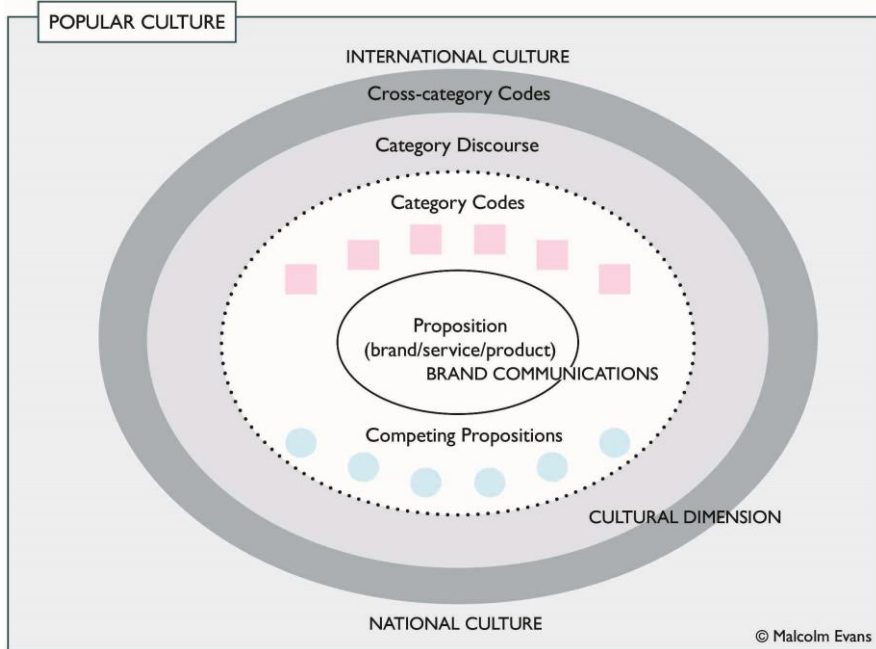 POPULAR CULTURE
INTERNATIONAL CULTURE
Cross-category Codes
Category Discourse
Category Codes
Proposition
(brand/service/product)
BRAND COMMUNICATIONS
Competing Propositions
CULTURAL DIMENSION
NATIONAL CULTURE
© Malcolm Evans